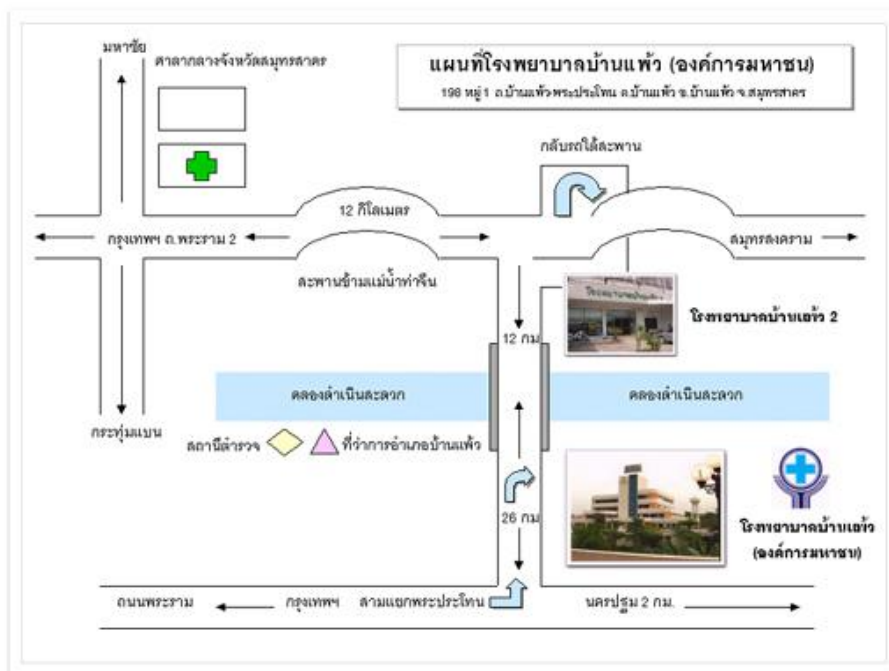 มหาชัย
ศาลากลางจังหวัดสมุทรสาคร
แผนที่โรงพยาบาลบ้านแพ้ว (องค์การมหาชน)
198 หมู่ 1 ถ.บ้านแพ้ว-พระประโทน ต.บ้านแพ้ว อ.บ้านแพ้ว จ.สมุทรสาคร
กลับรถใต้สะพาน
12 กิโลเมตร
กรุงเทพฯ ถ.พระราม 2
สมุทรสงคราม
สะพานข้ามแม่น้ำท่าจีน
โรงพยาบาลบ้านแพ้ว 2
12 กม
คลองดำเนินสะดวก
คลองดำเนินสะดวก
กระทุ่มแบน
สถานีตำรวจ
ที่ว่าการอำเภอบ้านแพ้ว
26 กม
โรงพยาบาลบ้านแพ้ว
(องค์การมหาชน)
ถนนพระราม
กรุงเทพฯ
สามแยกพระประโทน
นครปฐม 2 กม.